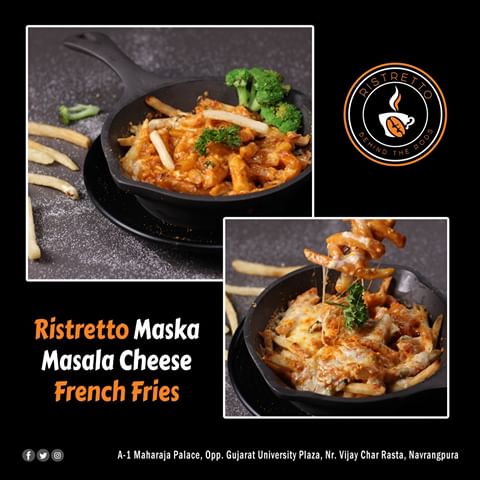 RISTRETTO
BEHIND THE RODS
Ristretto Maska
Masala Cheese
French Fries
A-1 Maharaja Palace, Opp. Gujarat University Plaza, Nr. Vijay Char Rasta, Navrangpura